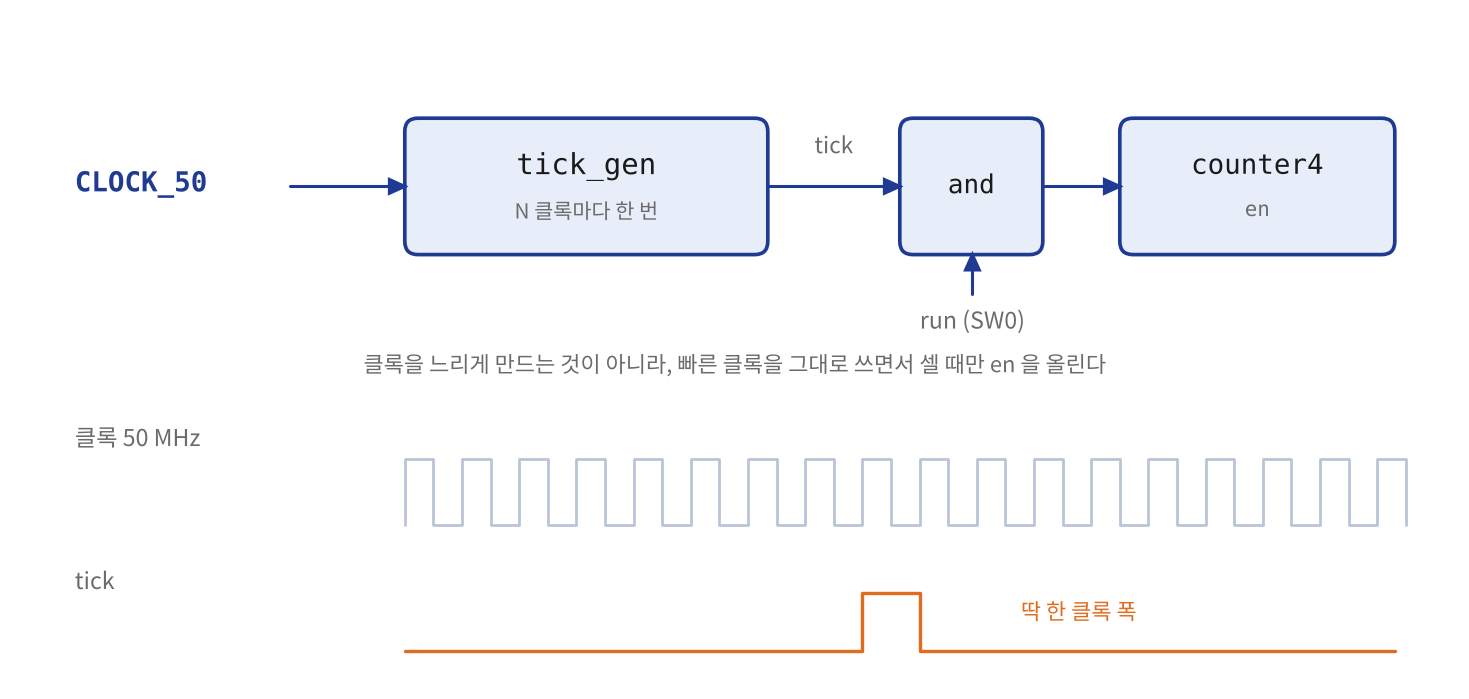 CLOCK_50
tick_gen
N 클록마다 한 번
tick
and
counter4
en
run (SW0)
클록을 느리게 만드는 것이 아니라, 빠른 클록을 그대로 쓰면서 셀 때만 en 을 올린다
클록 50 MHz
tick
딱 한 클록 폭